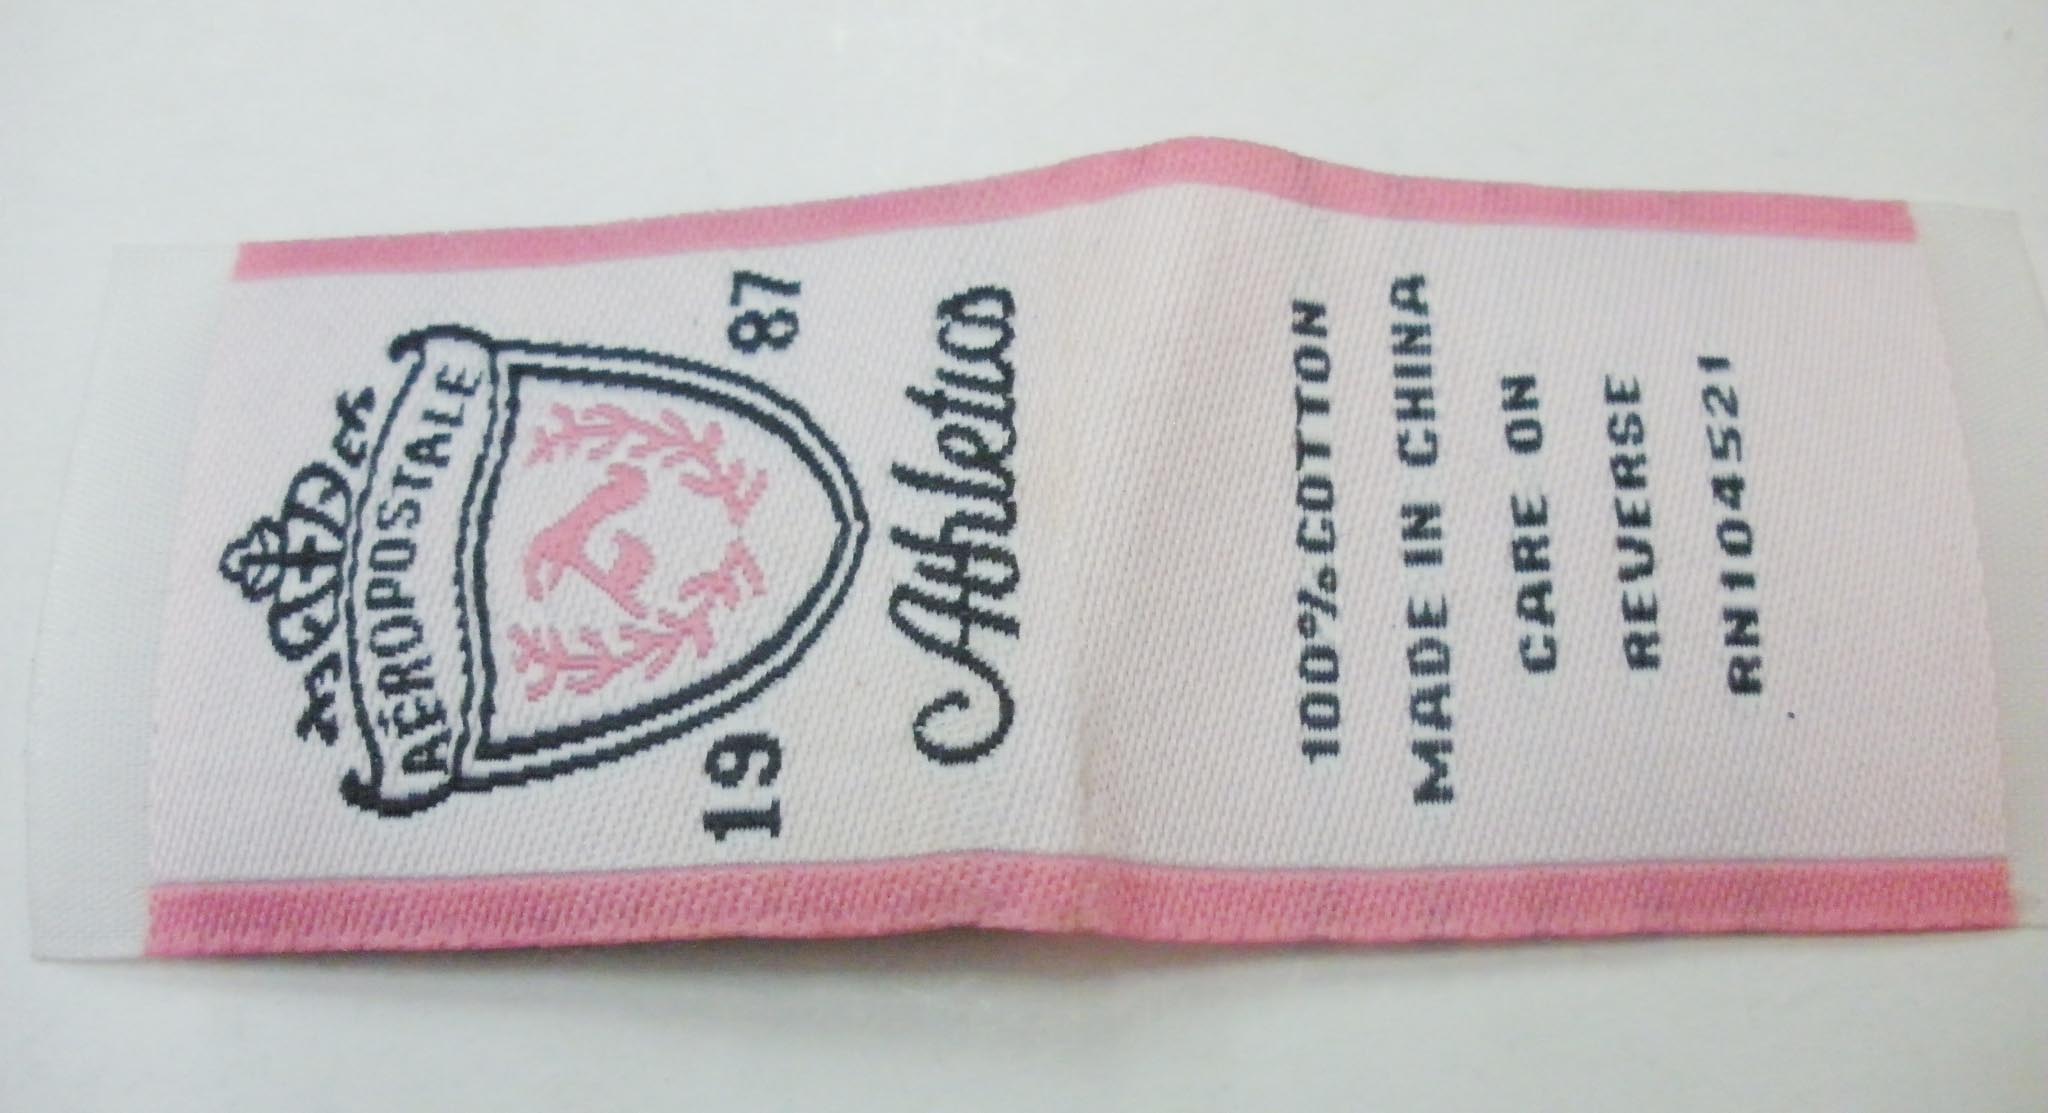 AÉROPOSTALE
19 87
Athletics
100%COTTON
MADE IN CHINA
CARE ON
REVERSE
RN104521